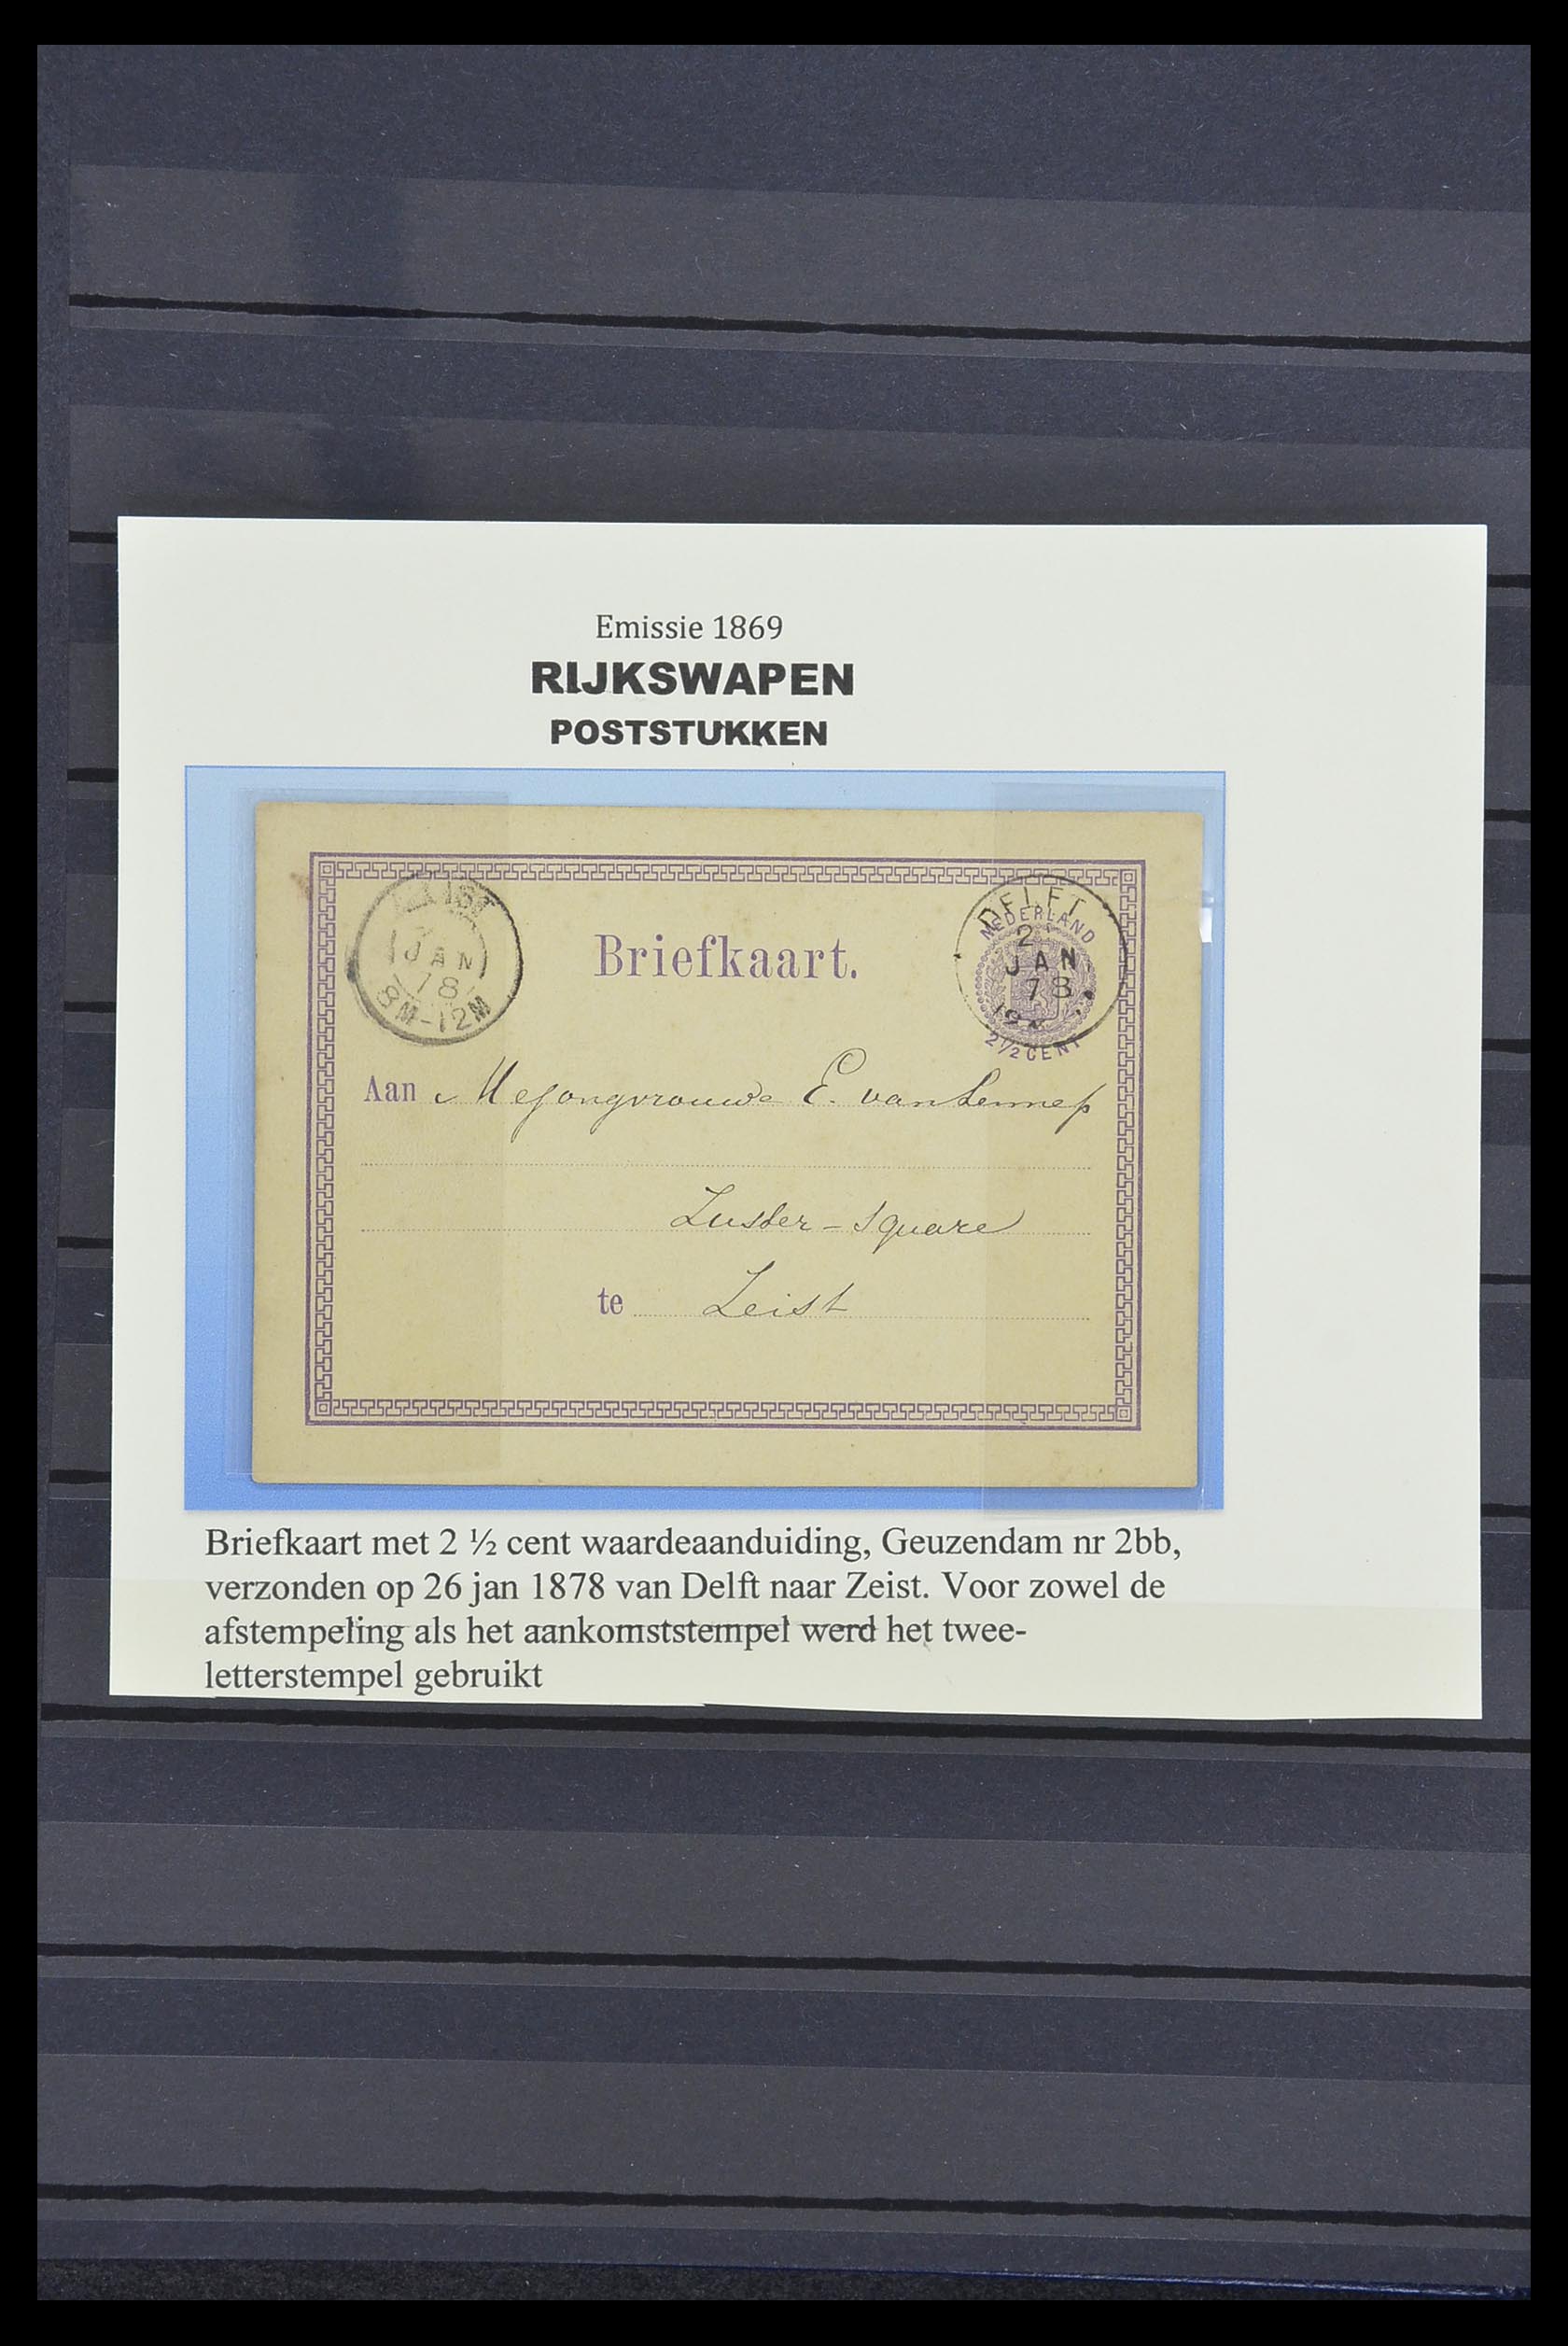 Emissie 1869
RIJKSWAPEN
POSTSTUKKEN
JAN
78
8M-12M
Briefkaart.
DELFT
NEDERLAND
2
JAN
78
2½ CENT
Aan Mejongvrouwe E. van Lennep
Zuster-Square
te Zeist
Briefkaart met 2 ½ cent waardeaanduiding, Geuzendam nr 2bb,
verzonden op 26 jan 1878 van Delft naar Zeist. Voor zowel de
afstempeling als het aankomststempel werd het twee-
letterstempel gebruikt